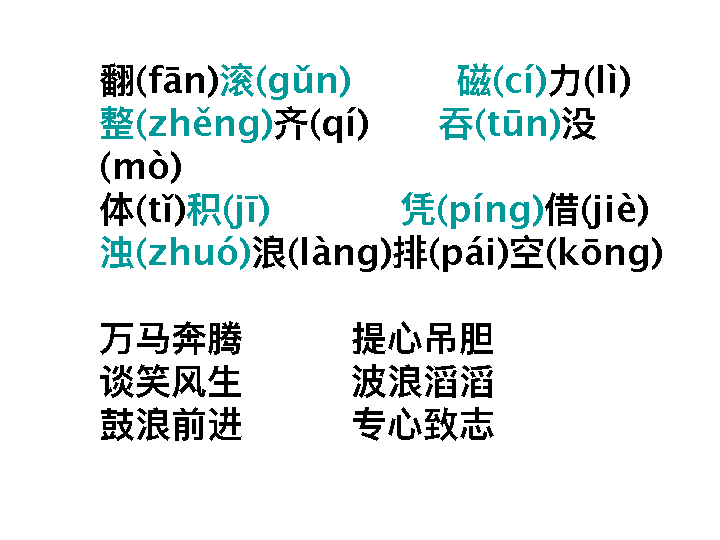 翻(fān)滚(gǔn) 磁(cí)力(lì)
整(zhěng)齐(qí) 吞(tūn)没
(mò)
体(tǐ)积(jī) 凭(píng)借(jiè)
浊(zhuó)浪(làng)排(pái)空(kōng)
万马奔腾 提心吊胆
谈笑风生 波浪滔滔
鼓浪前进 专心致志